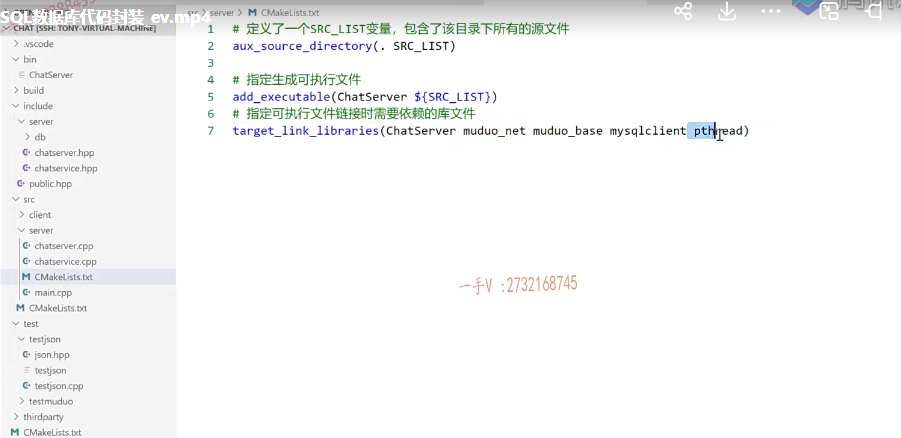 SQL数据库代码封装_ev.mp4
CHAT [SSH: TONY-VIRTUAL-MACHINE]
.vscode
bin
ChatServer
build
include
server
db
chatserver.hpp
chatservice.hpp
public.hpp
src
client
server
chatserver.cpp
chatservice.cpp
CMakeLists.txt
main.cpp
CMakeLists.txt
test
testjson
json.hpp
testjson
testjson.cpp
testmuduo
thirdparty
CMakeLists.txt
src > server > CMakeLists.txt
1 # 定义了一个SRC_LIST变量，包含了该目录下所有的源文件
2 aux_source_directory(. SRC_LIST)
3
4 # 指定生成可执行文件
5 add_executable(ChatServer ${SRC_LIST})
6 # 指定可执行文件链接时需要依赖的库文件
7 target_link_libraries(ChatServer muduo_net muduo_base mysqlclient pthread)
一手V :2732168745